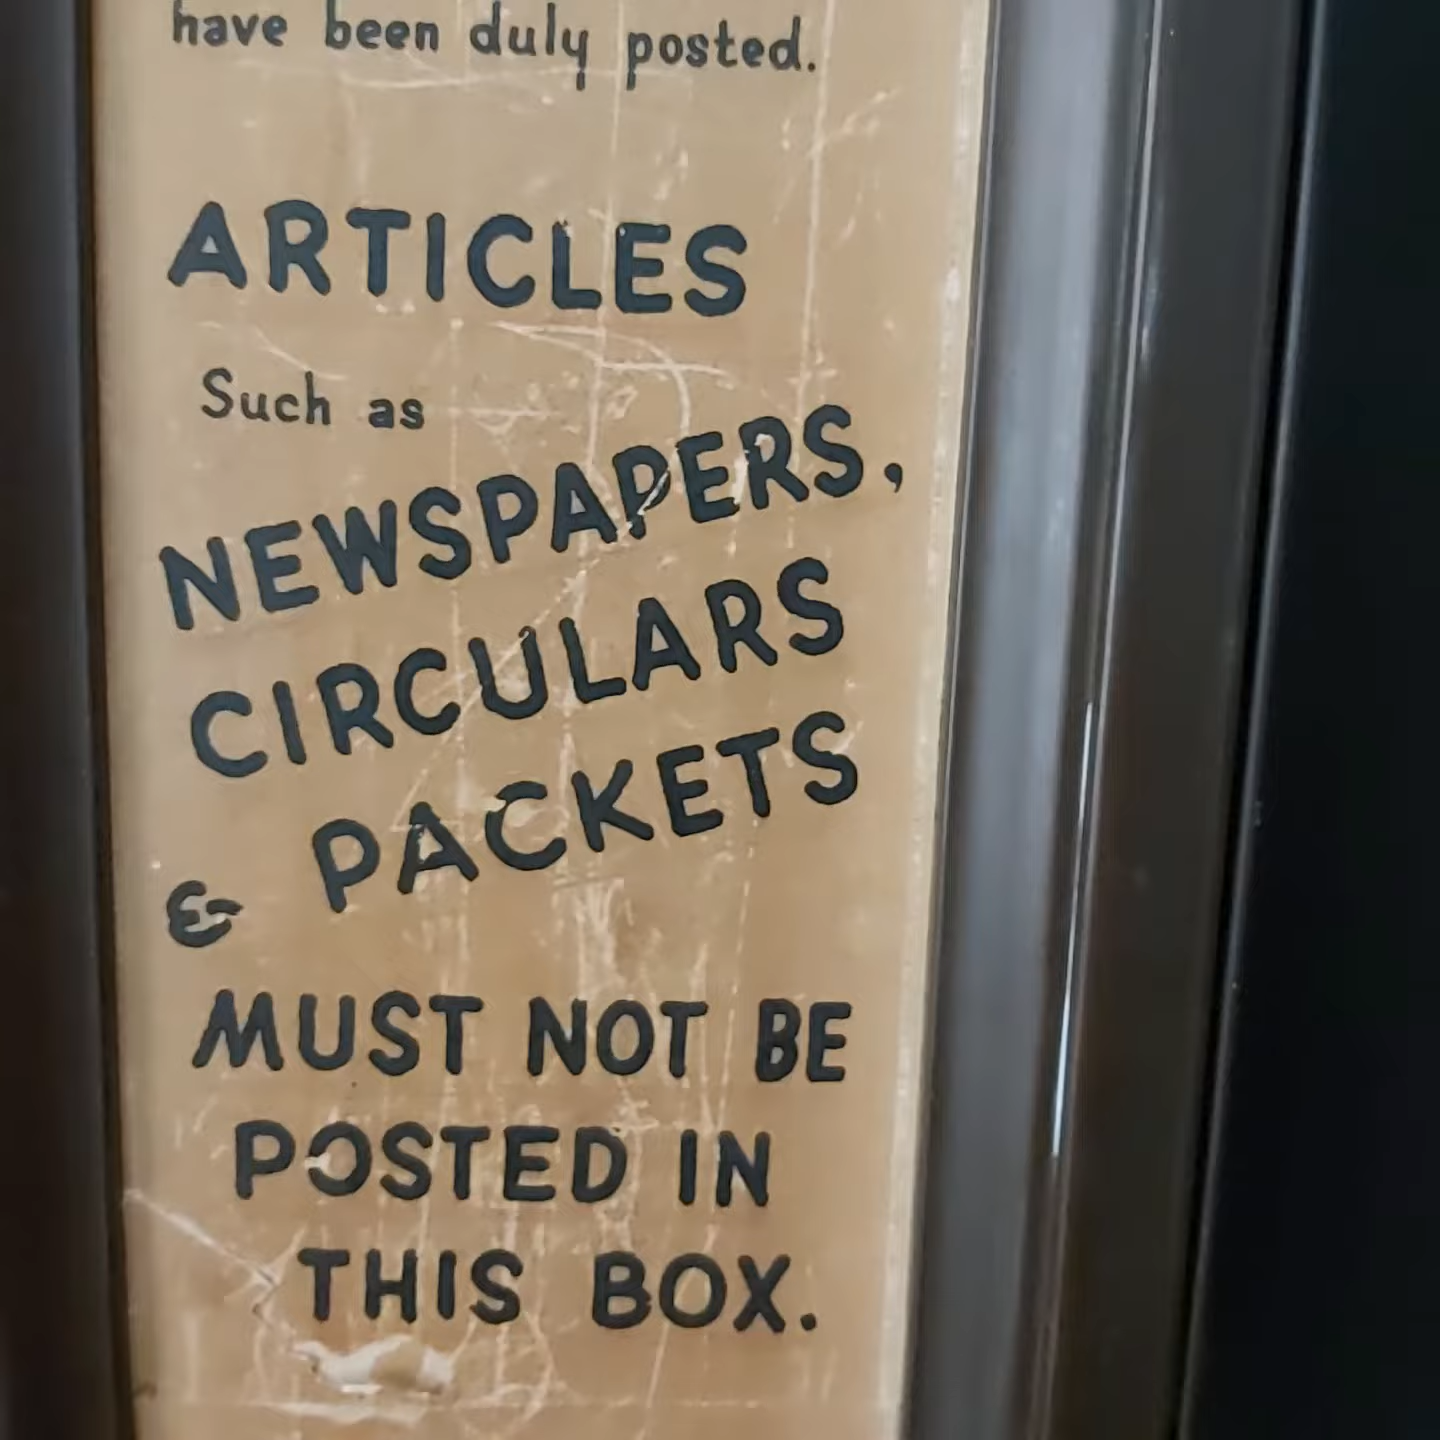 have been duly posted.
ARTICLES
Such as
NEWSPAPERS,
CIRCULARS
& PACKETS
MUST NOT BE
POSTED IN
THIS BOX.